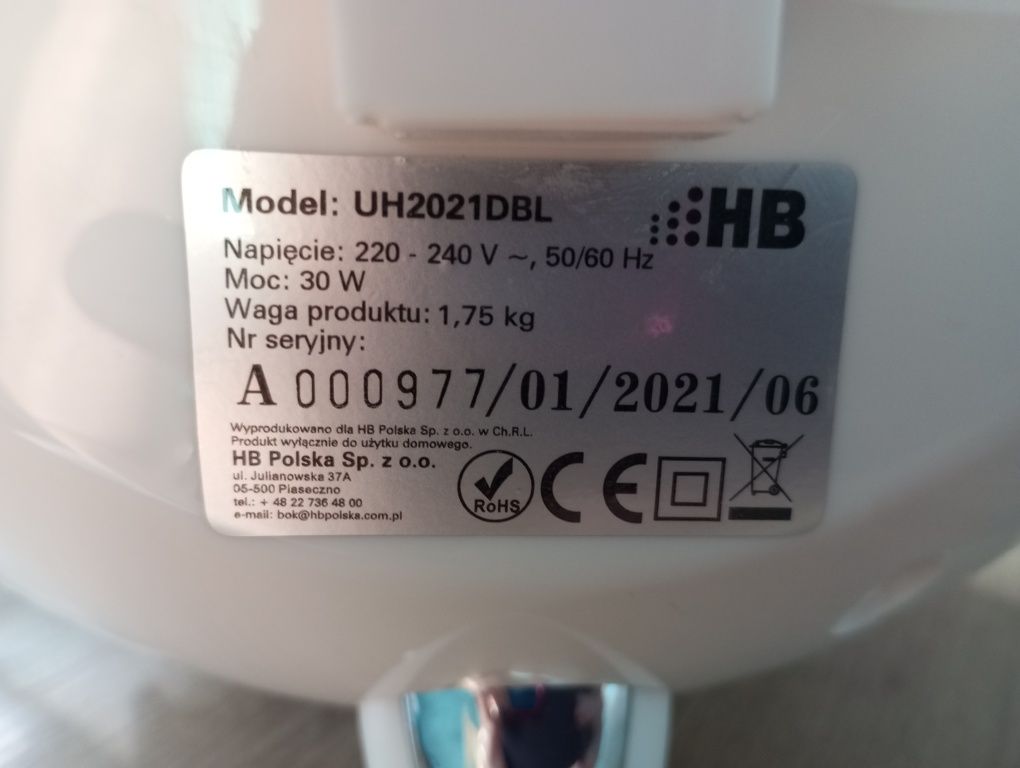 Model: UH2021DBL
HB
Napięcie: 220 - 240 V ~, 50/60 Hz
Moc: 30 W
Waga produktu: 1,75 kg
Nr seryjny:
A 000977/01/2021/06
Wyprodukowano dla HB Polska Sp. z o.o. w Ch.R.L.
Produkt wyłącznie do użytku domowego.
HB Polska Sp. z o.o.
ul. Julianowska 37A
05-500 Piaseczno
tel.: + 48 22 736 48 00
e-mail: bok@hbpolska.com.pl
RoHS
CE